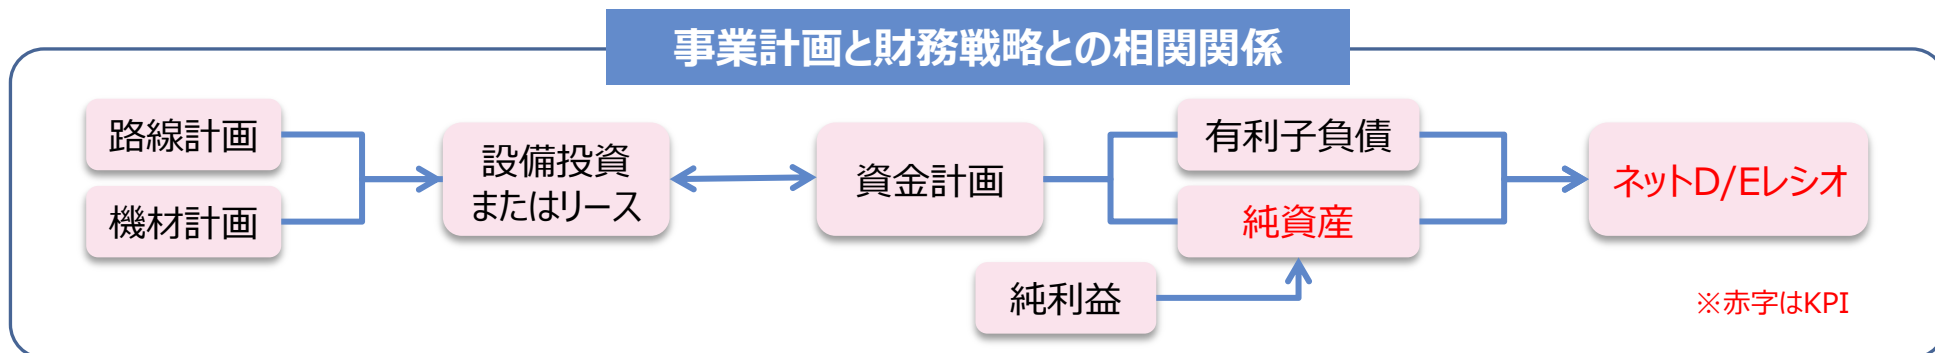 事業計画と財務戦略との相関関係
路線計画
機材計画
設備投資
またはリース
資金計画
有利子負債
純資産
純利益
ネットD/Eレシオ
※赤字はKPI